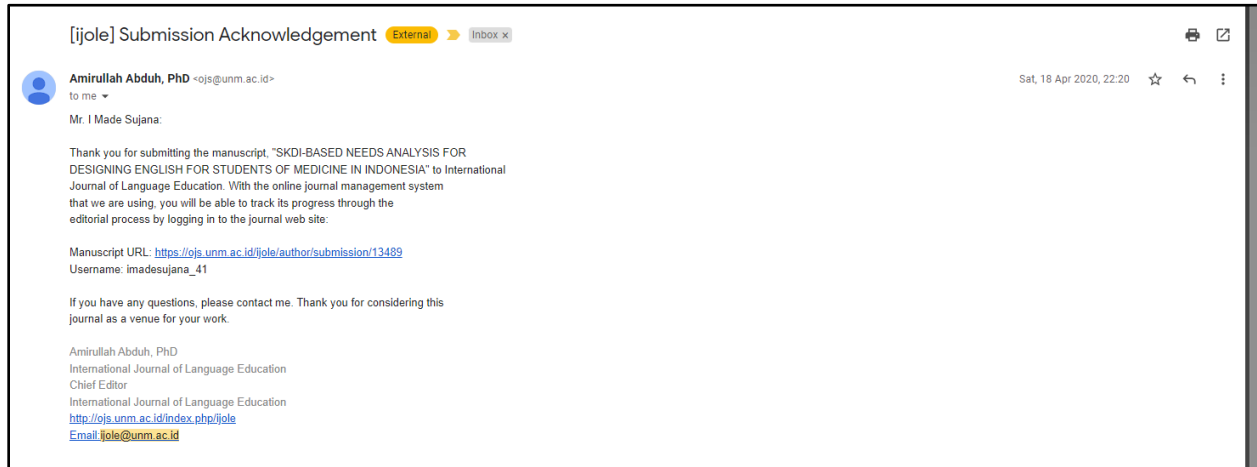 [ijole] Submission Acknowledgement External Inbox x
Amirullah Abduh, PhD <ojs@unm.ac.id> Sat, 18 Apr 2020, 22:20
to me
Mr. I Made Sujana:
Thank you for submitting the manuscript, "SKDI-BASED NEEDS ANALYSIS FOR
DESIGNING ENGLISH FOR STUDENTS OF MEDICINE IN INDONESIA" to International
Journal of Language Education. With the online journal management system
that we are using, you will be able to track its progress through the
editorial process by logging in to the journal web site:
Manuscript URL: https://ojs.unm.ac.id/ijole/author/submission/13489
Username: imadesujana_41
If you have any questions, please contact me. Thank you for considering this
journal as a venue for your work.
Amirullah Abduh, PhD
International Journal of Language Education
Chief Editor
International Journal of Language Education
http://ojs.unm.ac.id/index.php/ijole
Email:ijole@unm.ac.id